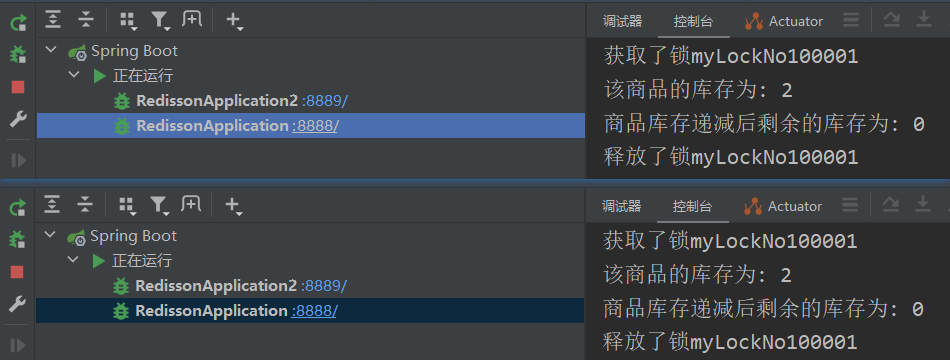 Spring Boot
正在运行
RedissonApplication2 :8889/
RedissonApplication :8888/
调试器 控制台 Actuator
获取了锁myLockNo100001
该商品的库存为: 2
商品库存递减后剩余的库存为: 0
释放了锁myLockNo100001
Spring Boot
正在运行
RedissonApplication2 :8889/
RedissonApplication :8888/
调试器 控制台 Actuator
获取了锁myLockNo100001
该商品的库存为: 2
商品库存递减后剩余的库存为: 0
释放了锁myLockNo100001